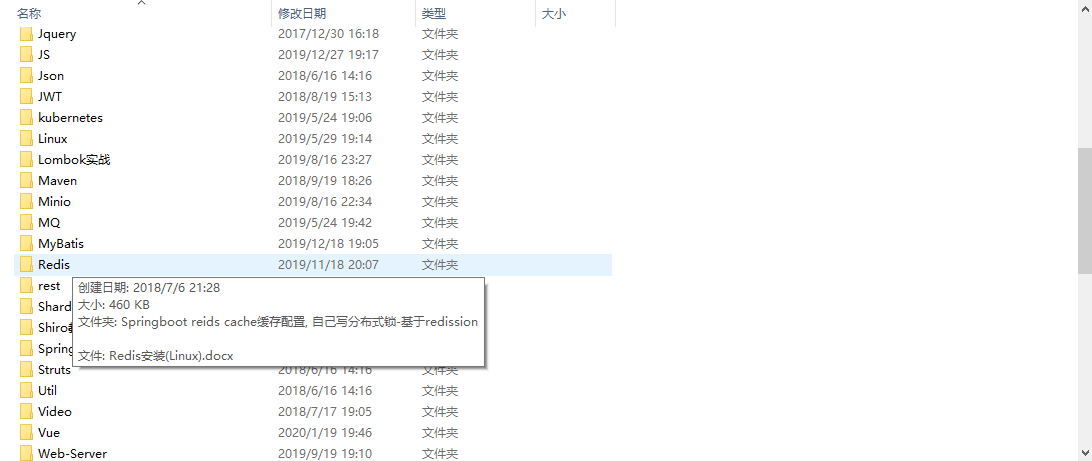 名称 修改日期 类型 大小
Jquery 2017/12/30 16:18 文件夹
JS 2019/12/27 19:17 文件夹
Json 2018/6/16 14:16 文件夹
JWT 2018/8/19 15:13 文件夹
kubernetes 2019/5/24 19:06 文件夹
Linux 2019/5/29 19:14 文件夹
Lombok实战 2019/8/16 23:27 文件夹
Maven 2018/9/19 18:26 文件夹
Minio 2019/8/16 22:34 文件夹
MQ 2019/5/24 19:42 文件夹
MyBatis 2019/12/18 19:05 文件夹
Redis 2019/11/18 20:07 文件夹
rest
创建日期: 2018/7/6 21:28
大小: 460 KB
Shard
文件夹: Springboot reids cache缓存配置, 自己写分布式锁-基于redission
Shiro
Spring
文件: Redis安装(Linux).docx
Struts 2018/6/16 14:16 文件夹
Util 2018/6/16 14:16 文件夹
Video 2018/7/17 19:05 文件夹
Vue 2020/1/19 19:46 文件夹
Web-Server 2019/9/19 19:10 文件夹